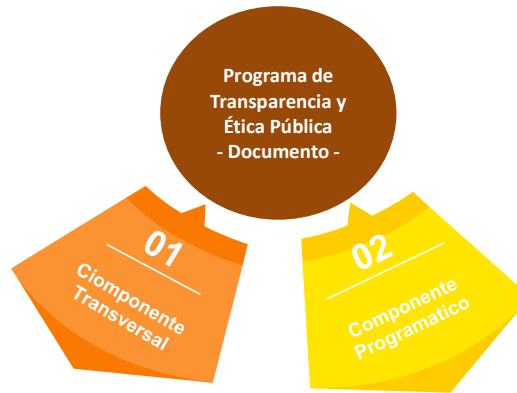 Programa de
Transparencia y
Ética Pública
- Documento -
01
Ciomponente
Transversal
02
Componente
Programatico